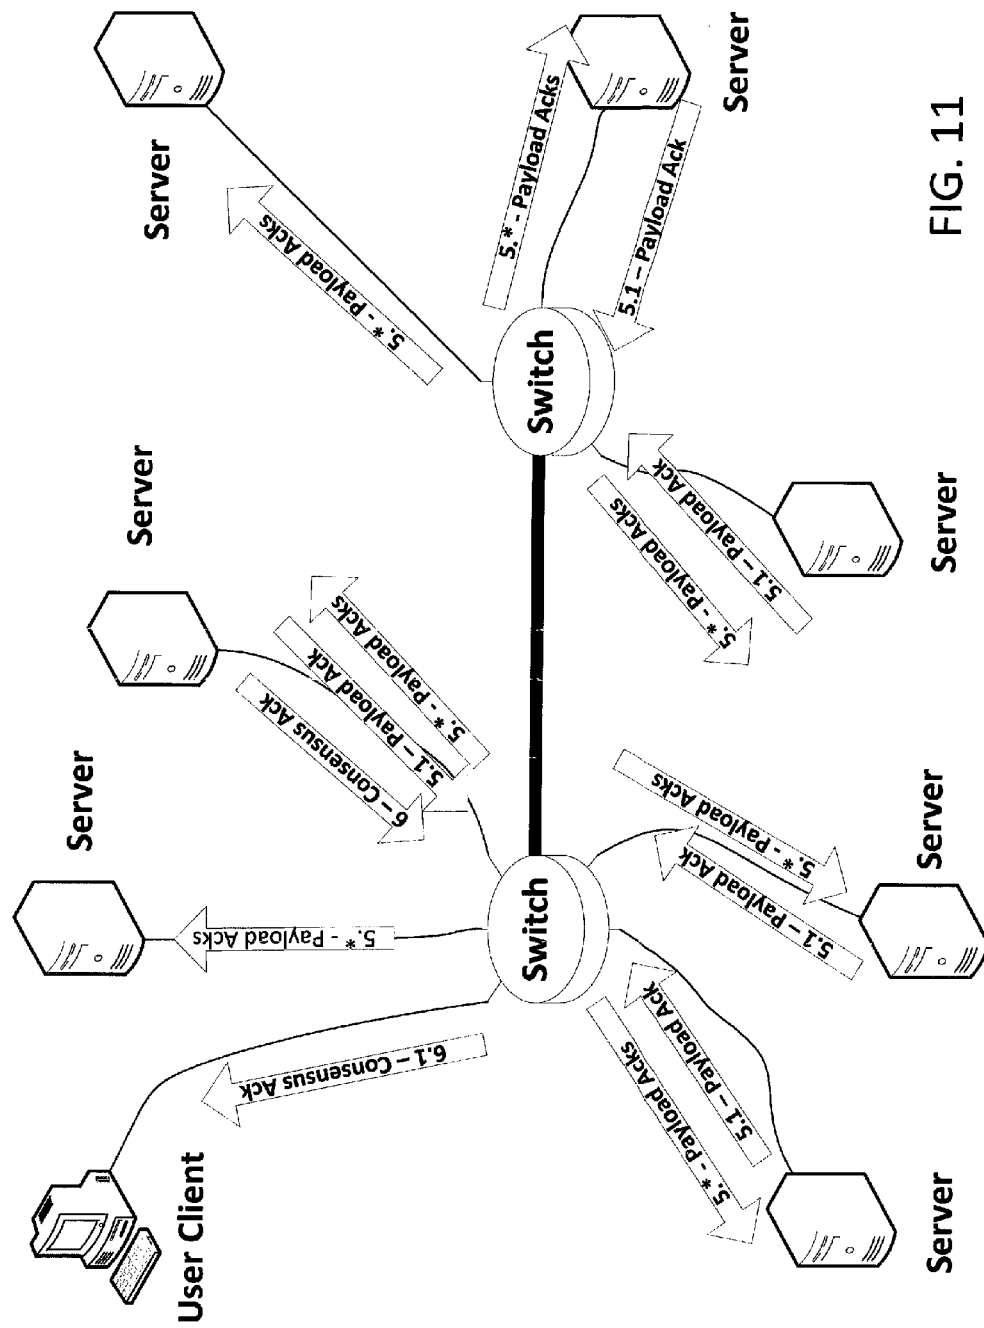 Server
Server
Server
User Client
6.1 – Consensus Ack
5.* - Payload Acks
6 – Consensus Ack
5.1 – Payload Ack
5.* - Payload Acks
5.* - Payload Acks
5.* - Payload Acks
Switch
Switch
5.1 – Payload Ack
Server
5.* - Payload Acks
5.1 – Payload Ack
5.* - Payload Acks
5.1 – Payload Ack
5.* - Payload Acks
5.1 – Payload Ack
Server
Server
Server
FIG. 11